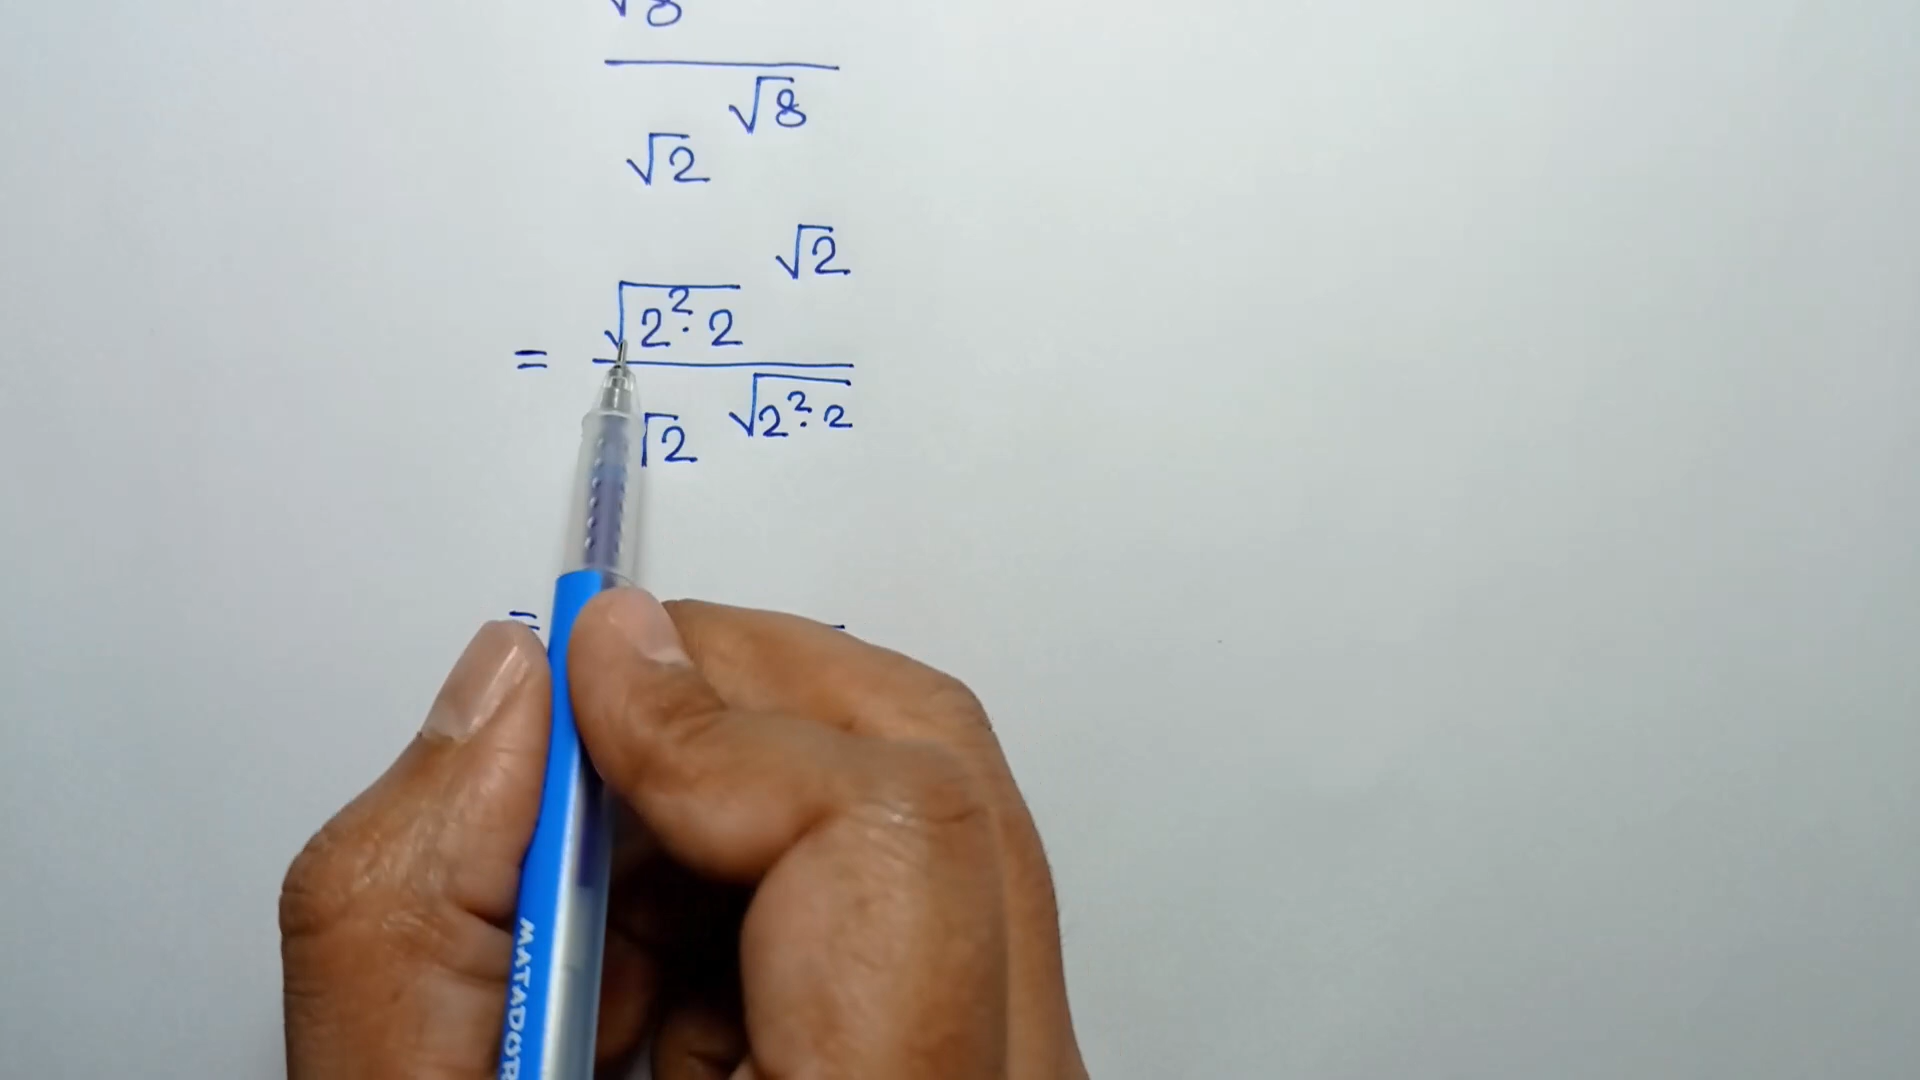 √8
√2 √8
= √2² · 2 √2
√2 √2² · 2
=
MATADOR